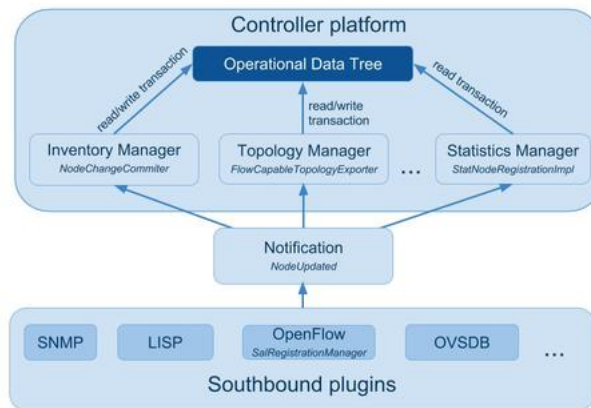 Controller platform
Operational Data Tree
read/write transaction
read/write
transaction
read transaction
Inventory Manager
NodeChangeCommiter
Topology Manager
FlowCapableTopologyExporter
...
Statistics Manager
StatNodeRegistrationImpl
Notification
NodeUpdated
SNMP
LISP
OpenFlow
SalRegistrationManager
OVSDB
...
Southbound plugins